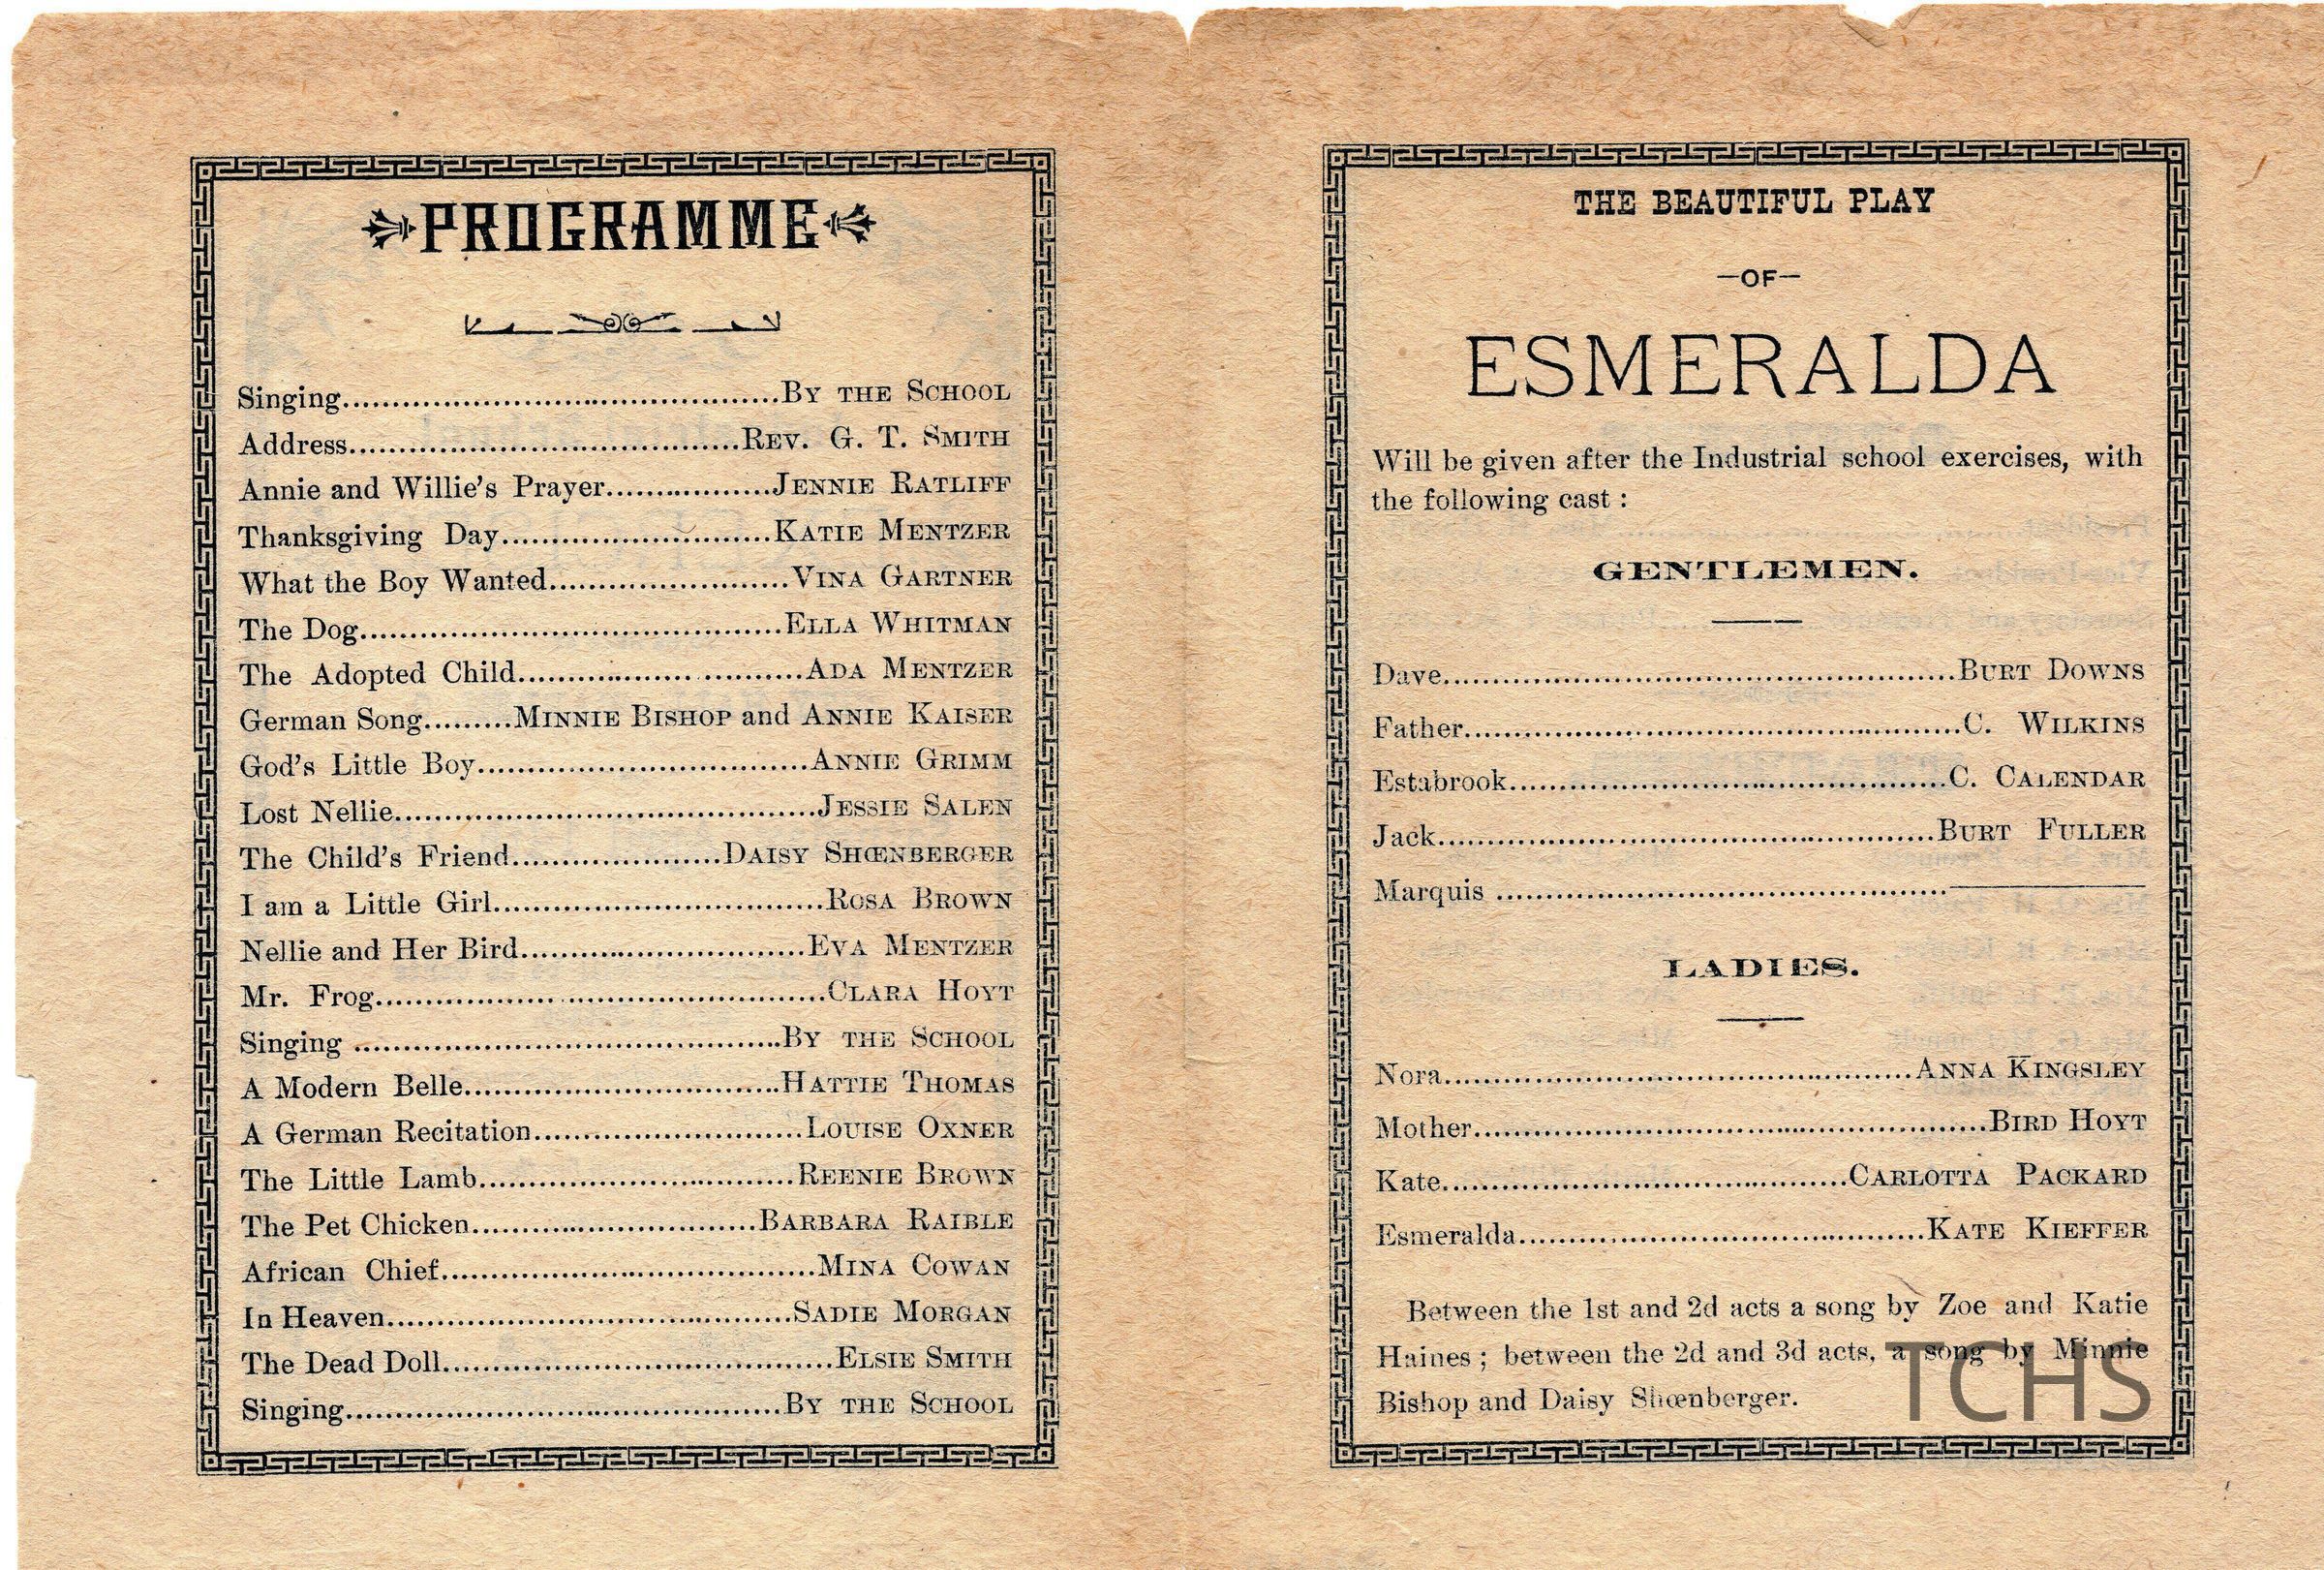 PROGRAMME
Singing.............................................By the School
Address........................................Rev. G. T. Smith
Annie and Willie's Prayer.................Jennie Ratliff
Thanksgiving Day............................Katie Mentzer
What the Boy Wanted.........................Vina Gartner
The Dog............................................Ella Whitman
The Adopted Child.............................Ada Mentzer
German Song.........Minnie Bishop and Annie Kaiser
God's Little Boy..................................Annie Grimm
Lost Nellie...........................................Jessie Salen
The Child's Friend......................Daisy Shœnberger
I am a Little Girl..................................Rosa Brown
Nellie and Her Bird.............................Eva Mentzer
Mr. Frog..............................................Clara Hoyt
Singing ............................................By the School
A Modern Belle................................Hattie Thomas
A German Recitation...........................Louise Oxner
The Little Lamb................................Reenie Brown
The Pet Chicken.............................Barbara Raible
African Chief......................................Mina Cowan
In Heaven..........................................Sadie Morgan
The Dead Doll........................................Elsie Smith
Singing.............................................By the School
THE BEAUTIFUL PLAY
—OF—
ESMERALDA
Will be given after the Industrial school exercises, with
the following cast :
GENTLEMEN.
Dave....................................................Burt Downs
Father...................................................C. Wilkins
Estabrook............................................C. Calendar
Jack..................................................Burt Fuller
Marquis ..............................................
LADIES.
Nora................................................Anna Kingsley
Mother....................................................Bird Hoyt
Kate.........................................Carlotta Packard
Esmeralda.........................................Kate Kieffer
Between the 1st and 2d acts a song by Zoe and Katie
Haines ; between the 2d and 3d acts, a song by Minnie
Bishop and Daisy Shœnberger.
TCHS